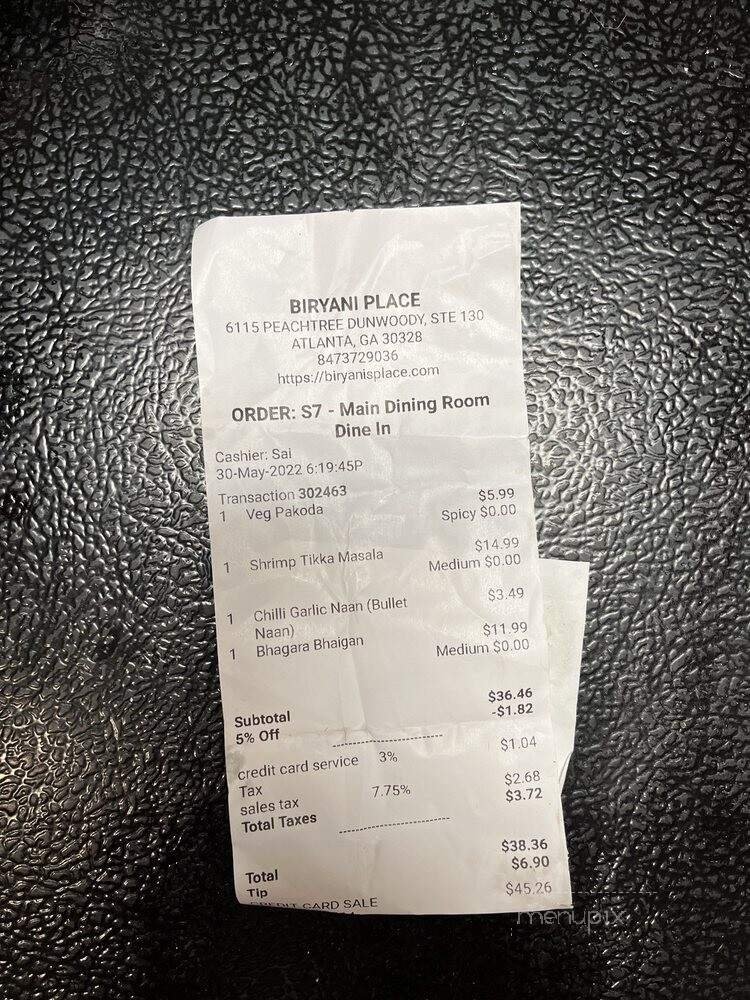 BIRYANI PLACE
6115 PEACHTREE DUNWOODY, STE 130
ATLANTA, GA 30328
8473729036
https://biryanisplace.com
ORDER: S7 - Main Dining Room
Dine In
Cashier: Sai
30-May-2022 6:19:45P
Transaction 302463
1 Veg Pakoda $5.99
Spicy $0.00
1 Shrimp Tikka Masala $14.99
Medium $0.00
1 Chilli Garlic Naan (Bullet $3.49
Naan)
1 Bhagara Bhaigan $11.99
Medium $0.00
Subtotal $36.46
5% Off -$1.82
credit card service 3% $1.04
Tax
sales tax 7.75% $2.68
Total Taxes $3.72
Total $38.36
Tip $6.90
CREDIT CARD SALE $45.26
menupix